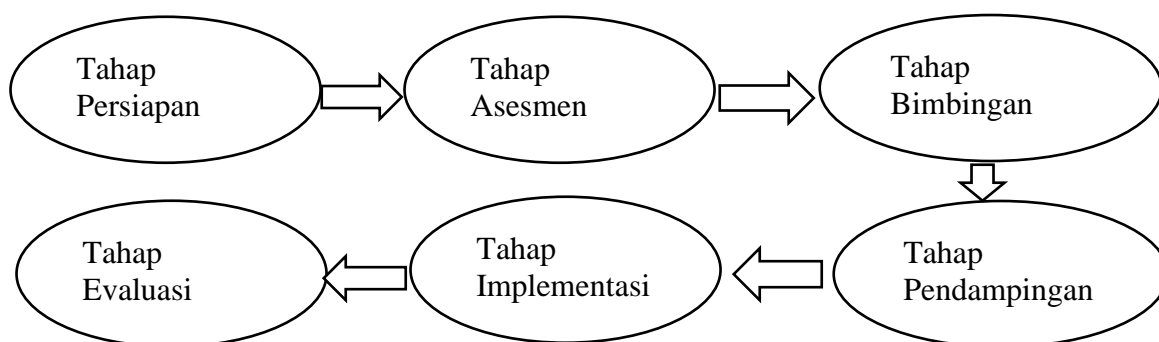 Tahap
Persiapan
Tahap
Asesmen
Tahap
Bimbingan
Tahap
Pendampingan
Tahap
Implementasi
Tahap
Evaluasi